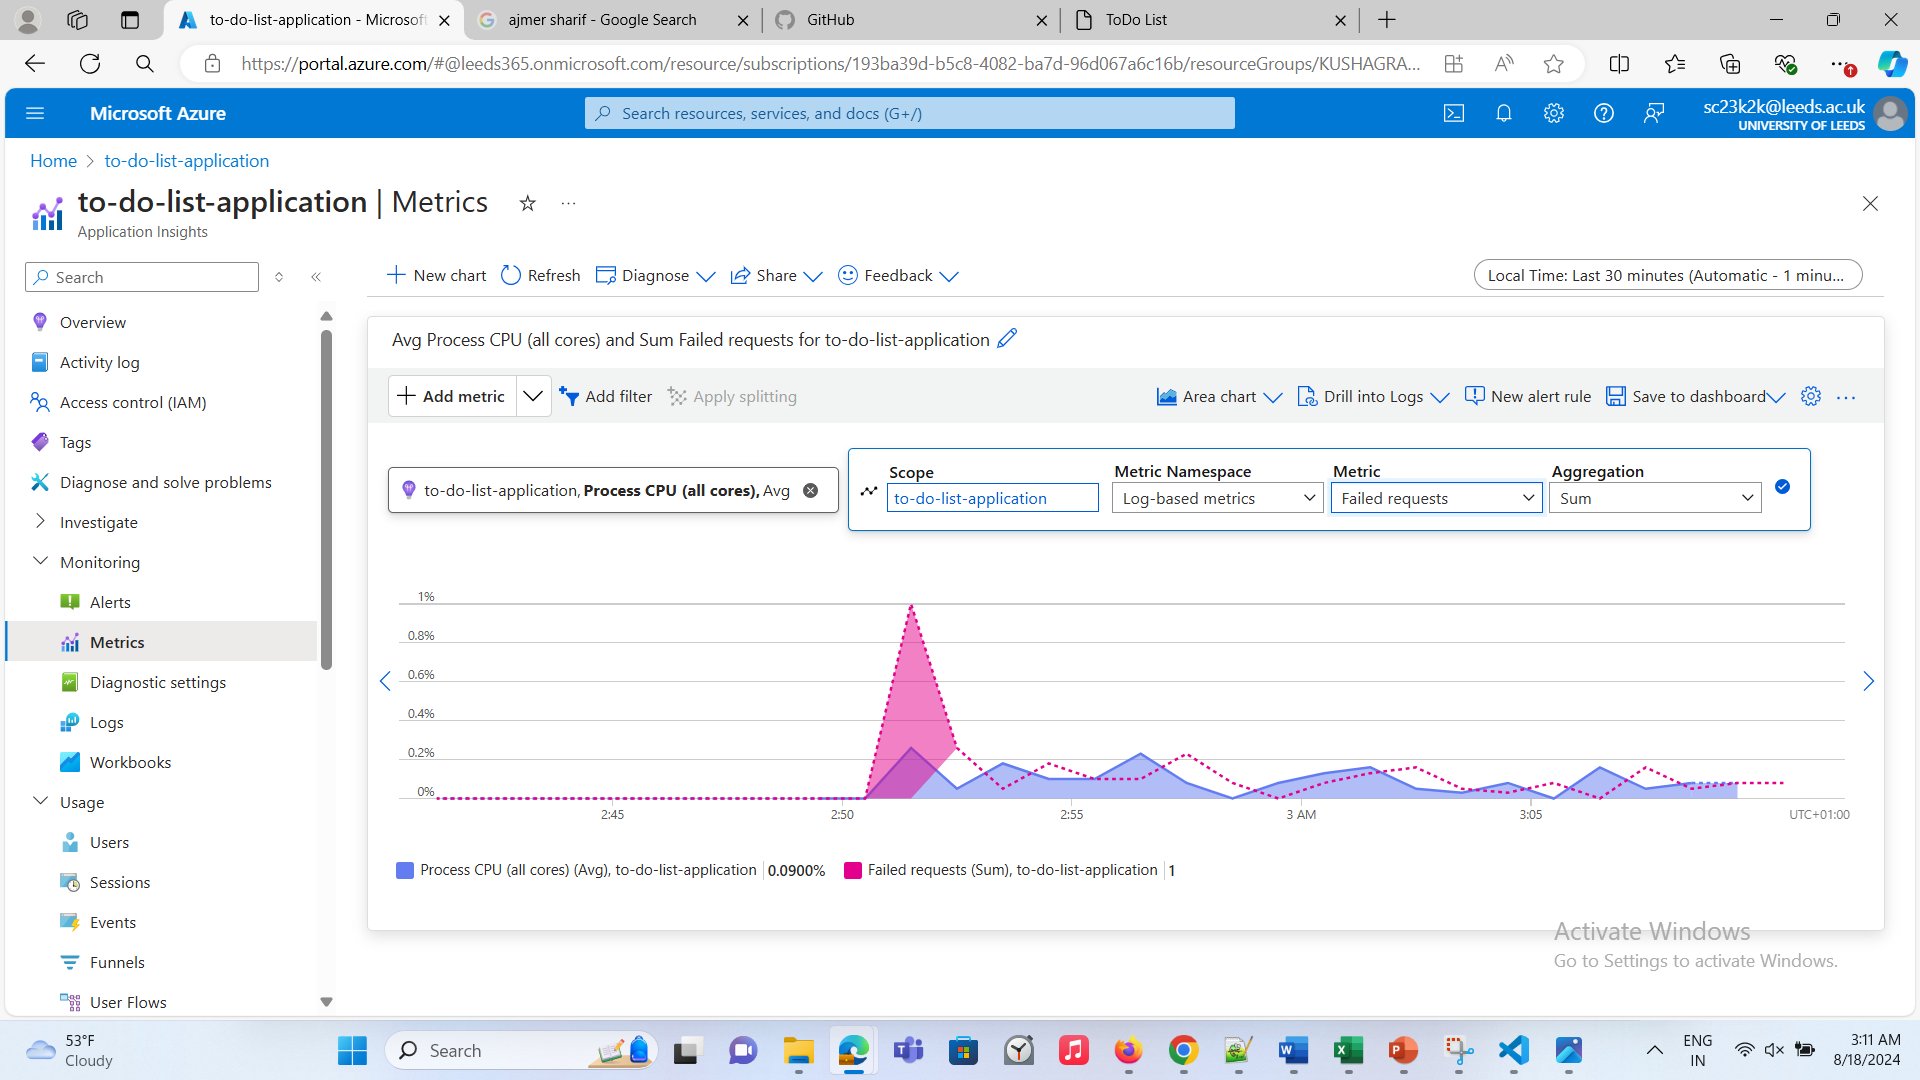 to-do-list-application - Microsoft
ajmer sharif - Google Search
GitHub
ToDo List
https://portal.azure.com/#@leeds365.onmicrosoft.com/resource/subscriptions/193ba39d-b5c8-4082-ba7d-96d067a6c16b/resourceGroups/KUSHAGRA...
Microsoft Azure
Search resources, services, and docs (G+/)
sc23k2k@leeds.ac.uk
UNIVERSITY OF LEEDS
Home > to-do-list-application
to-do-list-application | Metrics
Application Insights
Search
New chart
Refresh
Diagnose
Share
Feedback
Local Time: Last 30 minutes (Automatic - 1 minu...
Overview
Activity log
Access control (IAM)
Tags
Diagnose and solve problems
Investigate
Monitoring
Alerts
Metrics
Diagnostic settings
Logs
Workbooks
Usage
Users
Sessions
Events
Funnels
User Flows
Avg Process CPU (all cores) and Sum Failed requests for to-do-list-application
Add metric
Add filter
Apply splitting
Area chart
Drill into Logs
New alert rule
Save to dashboard
to-do-list-application, Process CPU (all cores), Avg
Scope
to-do-list-application
Metric Namespace
Log-based metrics
Metric
Failed requests
Aggregation
Sum
1%
0.8%
0.6%
0.4%
0.2%
0%
2:45
2:50
2:55
3 AM
3:05
UTC+01:00
Process CPU (all cores) (Avg), to-do-list-application | 0.0900%
Failed requests (Sum), to-do-list-application | 1
Activate Windows
Go to Settings to activate Windows.
53°F
Cloudy
Search
ENG
IN
3:11 AM
8/18/2024